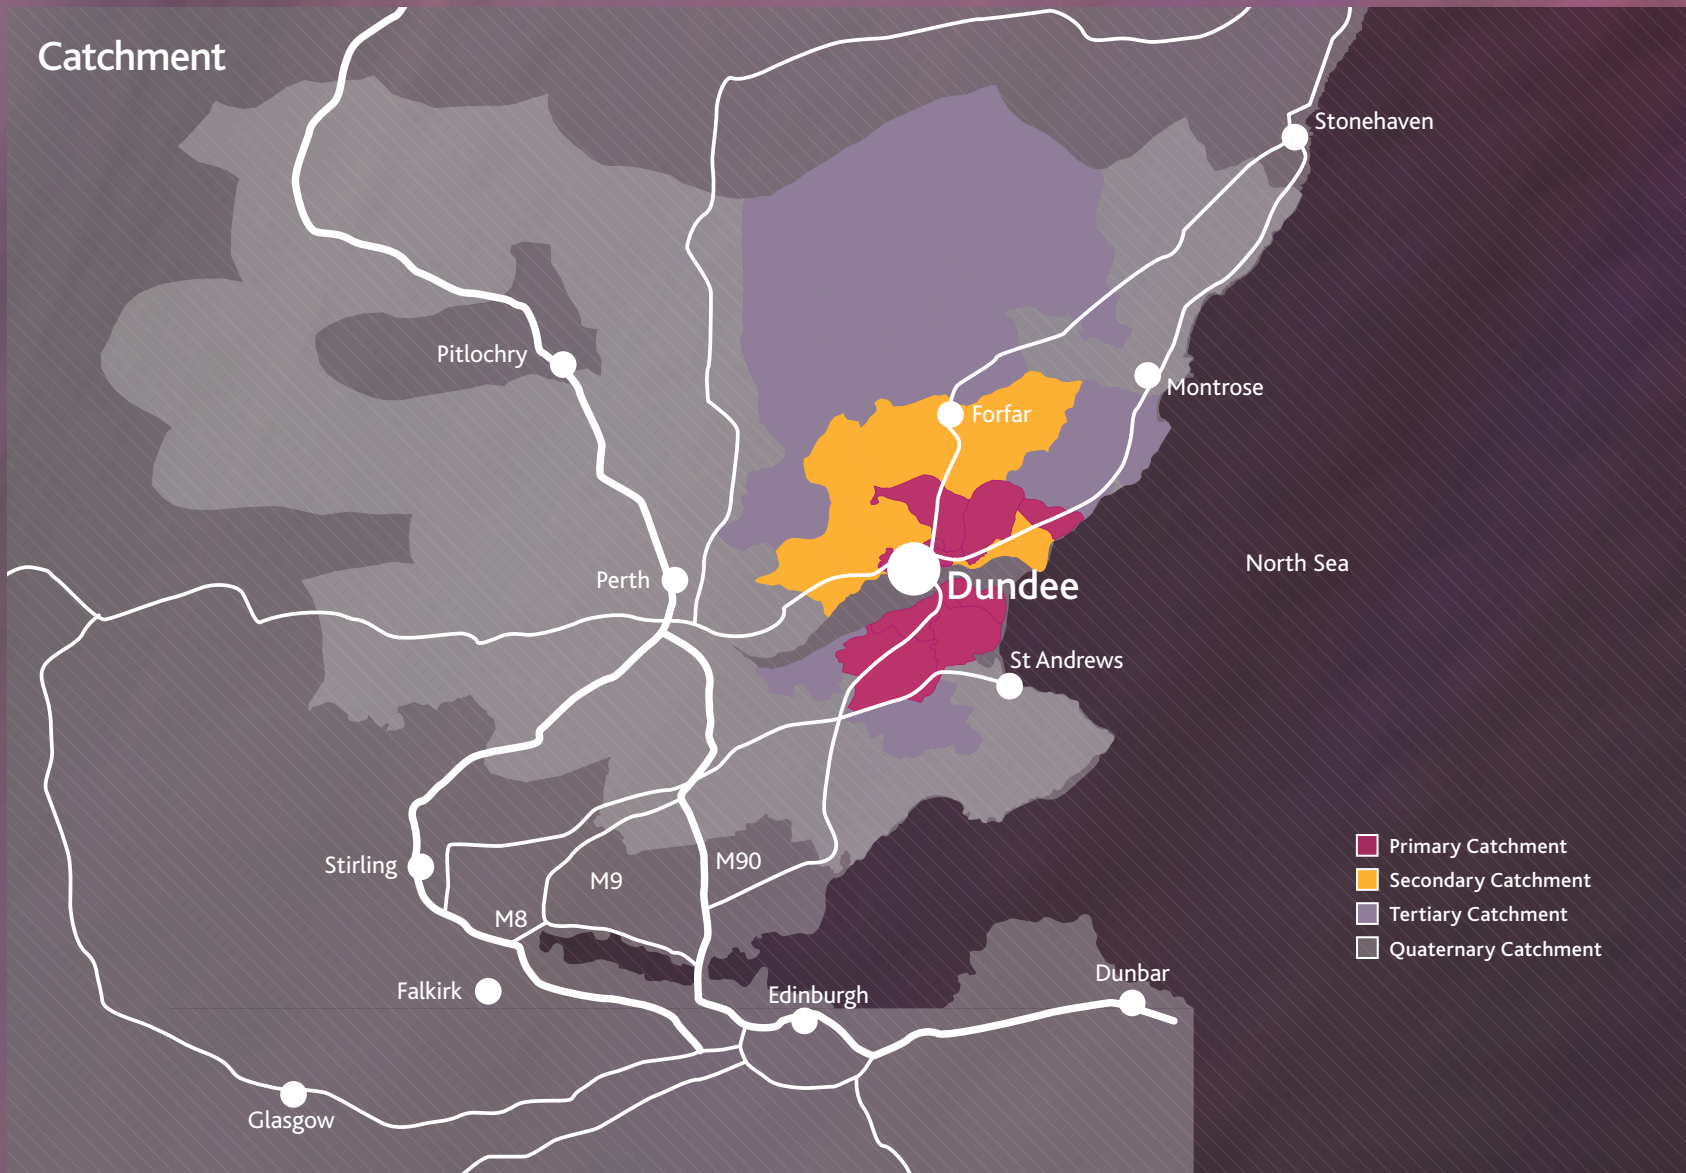 Catchment
Stonehaven
Pitlochry
Montrose
Forfar
North Sea
Perth
Dundee
St Andrews
Primary Catchment
Secondary Catchment
Tertiary Catchment
Quaternary Catchment
Stirling
M90
M9
M8
Falkirk
Edinburgh
Dunbar
Glasgow